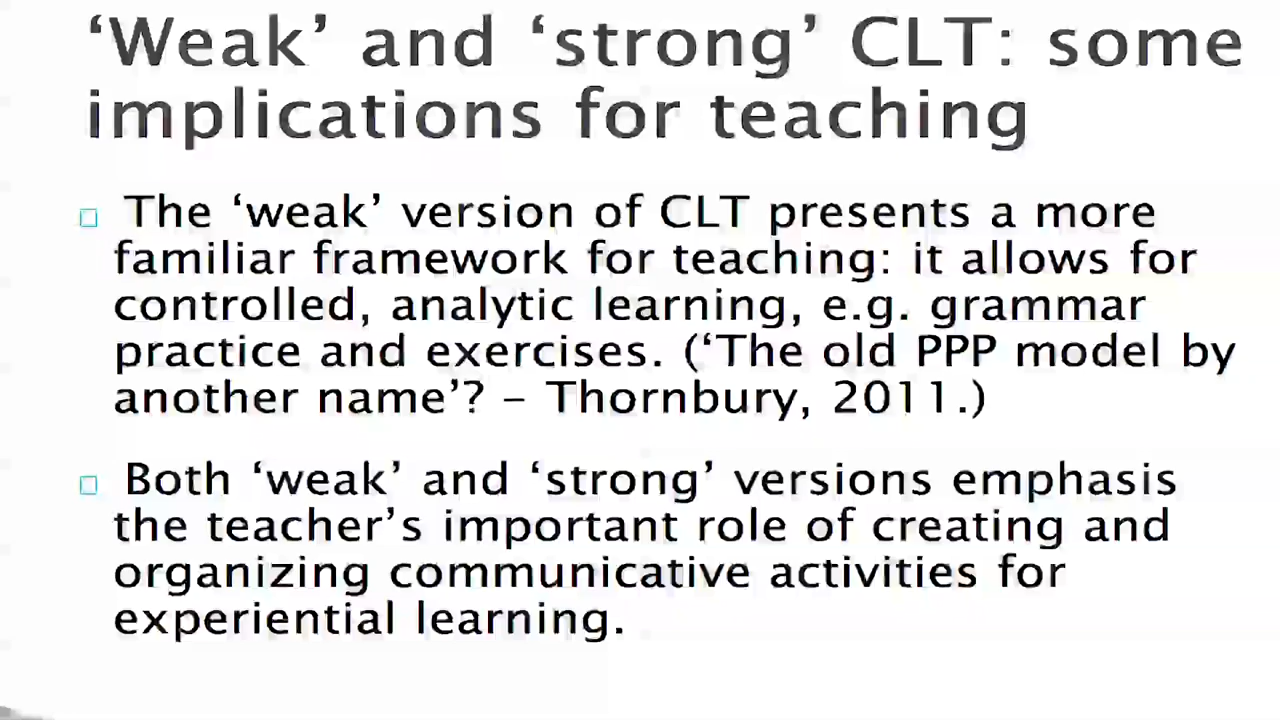 ‘Weak’ and ‘strong’ CLT: some
implications for teaching
The ‘weak’ version of CLT presents a more
familiar framework for teaching: it allows for
controlled, analytic learning, e.g. grammar
practice and exercises. (‘The old PPP model by
another name’? – Thornbury, 2011.)
Both ‘weak’ and ‘strong’ versions emphasis
the teacher’s important role of creating and
organizing communicative activities for
experiential learning.